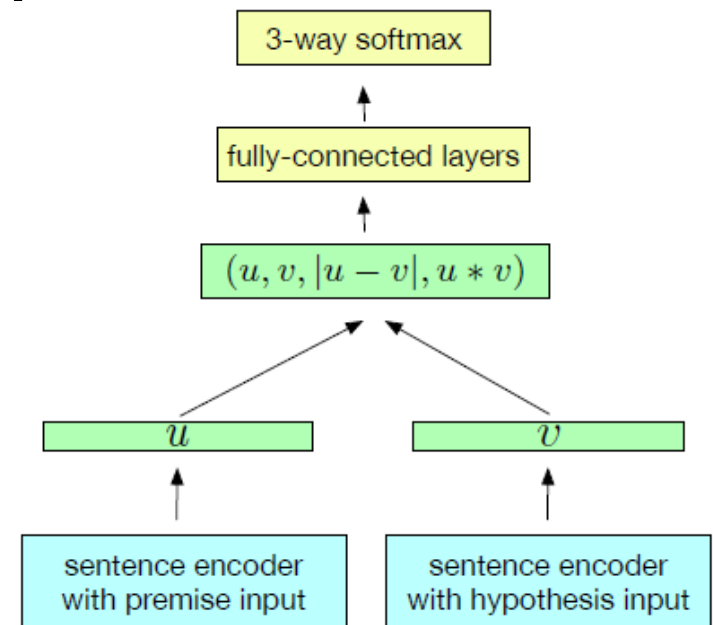 3-way softmax
fully-connected layers
(u, v, |u − v|, u ∗ v)
u
v
sentence encoder
with premise input
sentence encoder
with hypothesis input